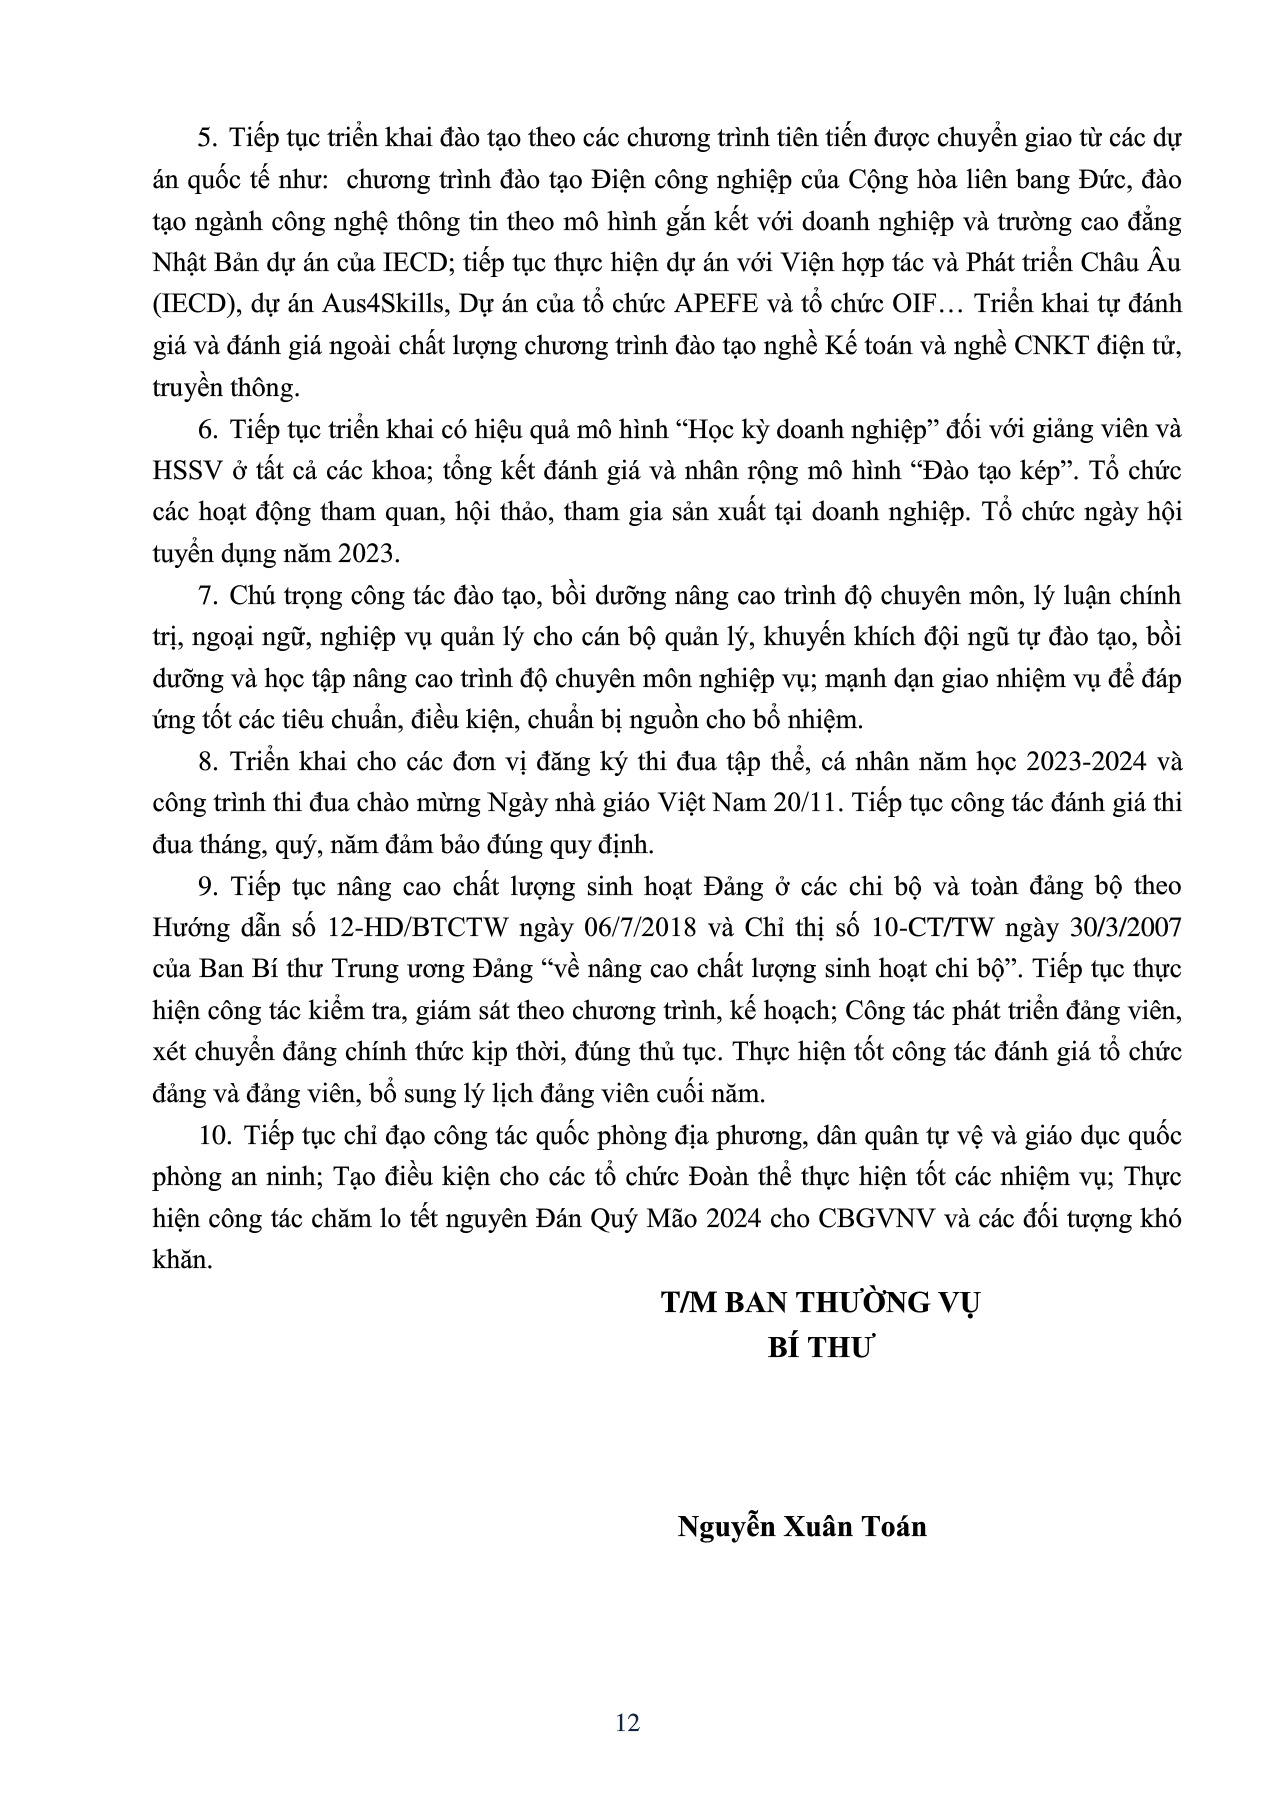 5. Tiếp tục triển khai đào tạo theo các chương trình tiên tiến được chuyển giao từ các dự
án quốc tế như: chương trình đào tạo Điện công nghiệp của Cộng hòa liên bang Đức, đào
tạo ngành công nghệ thông tin theo mô hình gắn kết với doanh nghiệp và trường cao đẳng
Nhật Bản dự án của IECD; tiếp tục thực hiện dự án với Viện hợp tác và Phát triển Châu Âu
(IECD), dự án Aus4Skills, Dự án của tổ chức APEFE và tổ chức OIF… Triển khai tự đánh
giá và đánh giá ngoài chất lượng chương trình đào tạo nghề Kế toán và nghề CNKT điện tử,
truyền thông.
6. Tiếp tục triển khai có hiệu quả mô hình “Học kỳ doanh nghiệp” đối với giảng viên và
HSSV ở tất cả các khoa; tổng kết đánh giá và nhân rộng mô hình “Đào tạo kép”. Tổ chức
các hoạt động tham quan, hội thảo, tham gia sản xuất tại doanh nghiệp. Tổ chức ngày hội
tuyển dụng năm 2023.
7. Chú trọng công tác đào tạo, bồi dưỡng nâng cao trình độ chuyên môn, lý luận chính
trị, ngoại ngữ, nghiệp vụ quản lý cho cán bộ quản lý, khuyến khích đội ngũ tự đào tạo, bồi
dưỡng và học tập nâng cao trình độ chuyên môn nghiệp vụ; mạnh dạn giao nhiệm vụ để đáp
ứng tốt các tiêu chuẩn, điều kiện, chuẩn bị nguồn cho bổ nhiệm.
8. Triển khai cho các đơn vị đăng ký thi đua tập thể, cá nhân năm học 2023-2024 và
công trình thi đua chào mừng Ngày nhà giáo Việt Nam 20/11. Tiếp tục công tác đánh giá thi
đua tháng, quý, năm đảm bảo đúng quy định.
9. Tiếp tục nâng cao chất lượng sinh hoạt Đảng ở các chi bộ và toàn đảng bộ theo
Hướng dẫn số 12-HD/BTCTW ngày 06/7/2018 và Chỉ thị số 10-CT/TW ngày 30/3/2007
của Ban Bí thư Trung ương Đảng “về nâng cao chất lượng sinh hoạt chi bộ”. Tiếp tục thực
hiện công tác kiểm tra, giám sát theo chương trình, kế hoạch; Công tác phát triển đảng viên,
xét chuyển đảng chính thức kịp thời, đúng thủ tục. Thực hiện tốt công tác đánh giá tổ chức
đảng và đảng viên, bổ sung lý lịch đảng viên cuối năm.
10. Tiếp tục chỉ đạo công tác quốc phòng địa phương, dân quân tự vệ và giáo dục quốc
phòng an ninh; Tạo điều kiện cho các tổ chức Đoàn thể thực hiện tốt các nhiệm vụ; Thực
hiện công tác chăm lo tết nguyên Đán Quý Mão 2024 cho CBGVNV và các đối tượng khó
khăn.
T/M BAN THƯỜNG VỤ
BÍ THƯ
Nguyễn Xuân Toán
12